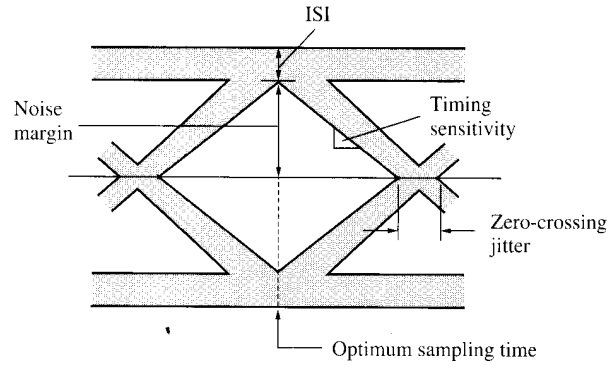 ISI
Noise
margin
Timing
sensitivity
Zero-crossing
jitter
Optimum sampling time